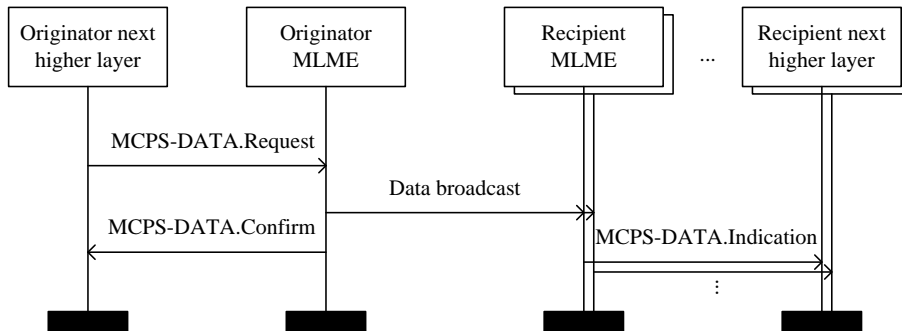 Originator next
higher layer
Originator
MLME
Recipient
MLME
...
Recipient next
higher layer
MCPS-DATA.Request
Data broadcast
MCPS-DATA.Confirm
MCPS-DATA.Indication
...